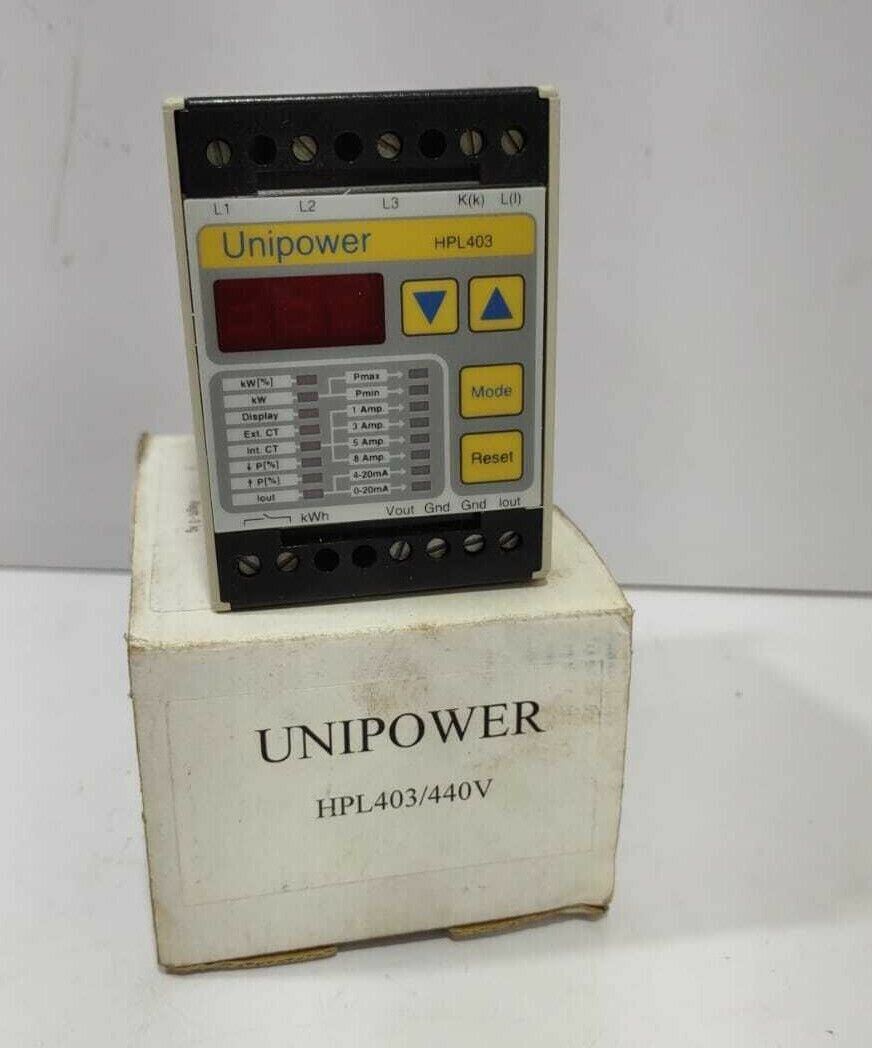 L1 L2 L3 K(k) L(l)
Unipower HPL403
kW[%] Pmax
kW Pmin
Display 1 Amp.
Ext. CT 3 Amp.
Int. CT 5 Amp.
↓ P[%] 8 Amp.
↑ P[%] 4-20mA
Iout 0-20mA
Mode
Reset
kWh Vout Gnd Gnd Iout
UNIPOWER
HPL403/440V